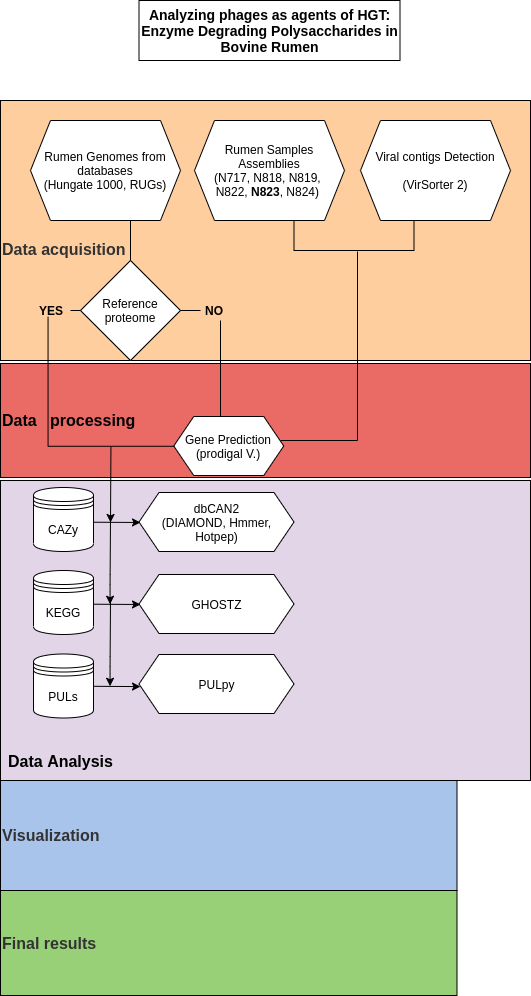 Analyzing phages as agents of HGT:
Enzyme Degrading Polysaccharides in
Bovine Rumen
Rumen Genomes from
databases
(Hungate 1000, RUGs)
Rumen Samples
Assemblies
(N717, N818, N819,
N822, N823, N824)
Viral contigs Detection
(VirSorter 2)
Data acquisition
YES
Reference
proteome
NO
Data processing
Gene Prediction
(prodigal V.)
CAZy
dbCAN2
(DIAMOND, Hmmer,
Hotpep)
KEGG
GHOSTZ
PULs
PULpy
Data Analysis
Visualization
Final results